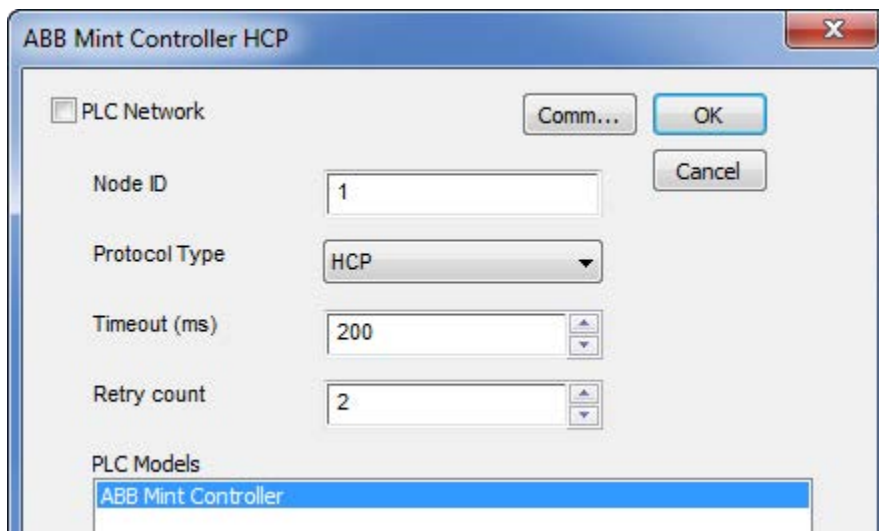 ABB Mint Controller HCP
PLC Network
Comm...
OK
Cancel
Node ID
1
Protocol Type
HCP
Timeout (ms)
200
Retry count
2
PLC Models
ABB Mint Controller